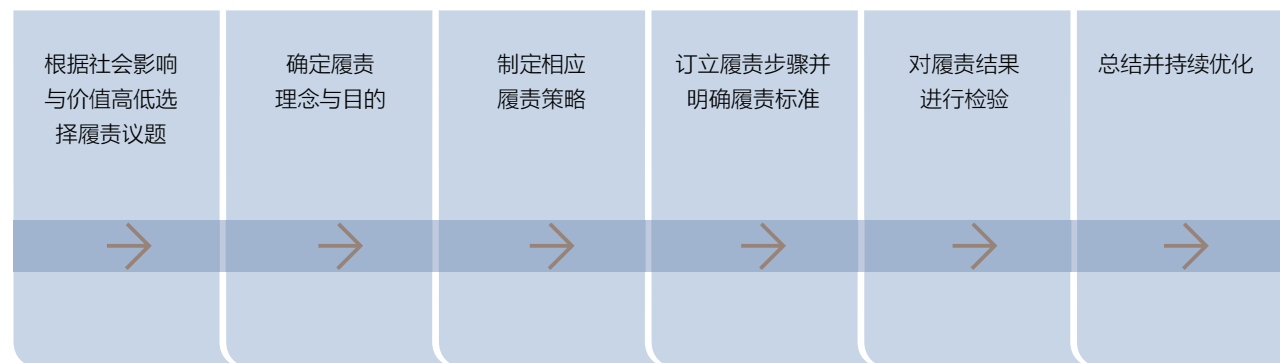 根据社会影响
与价值高低选
择履责议题
确定履责
理念与目的
制定相应
履责策略
订立履责步骤并
明确履责标准
对履责结果
进行检验
总结并持续优化